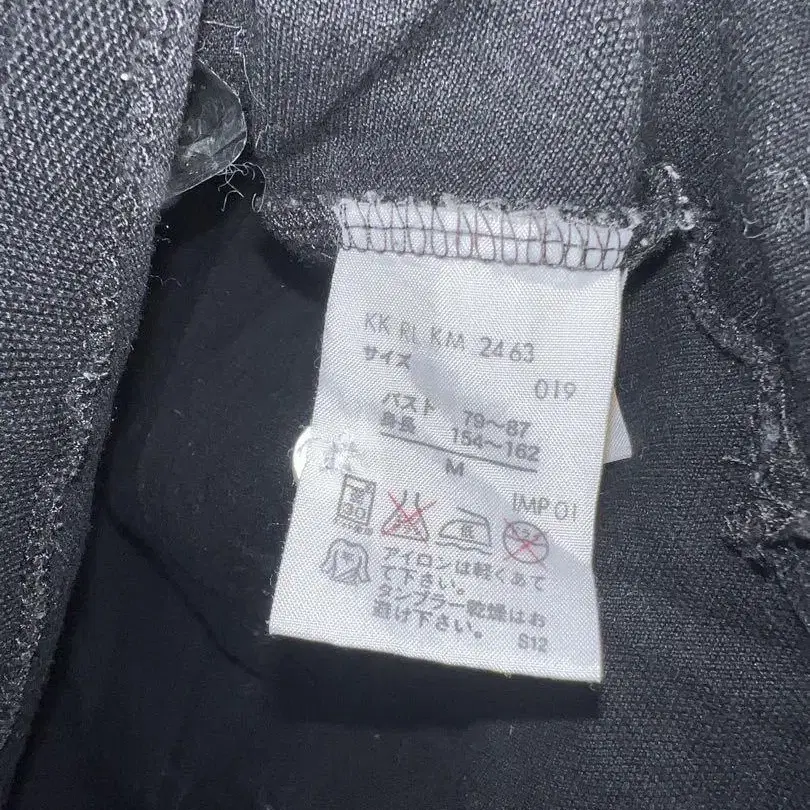 KK RL KM 2463
サイズ
019
バスト 79~87
身長 154~162
M
IMP 01
30
低
アイロンは軽くあて
て下さい。
タンブラー乾燥はお
避け下さい。
S12